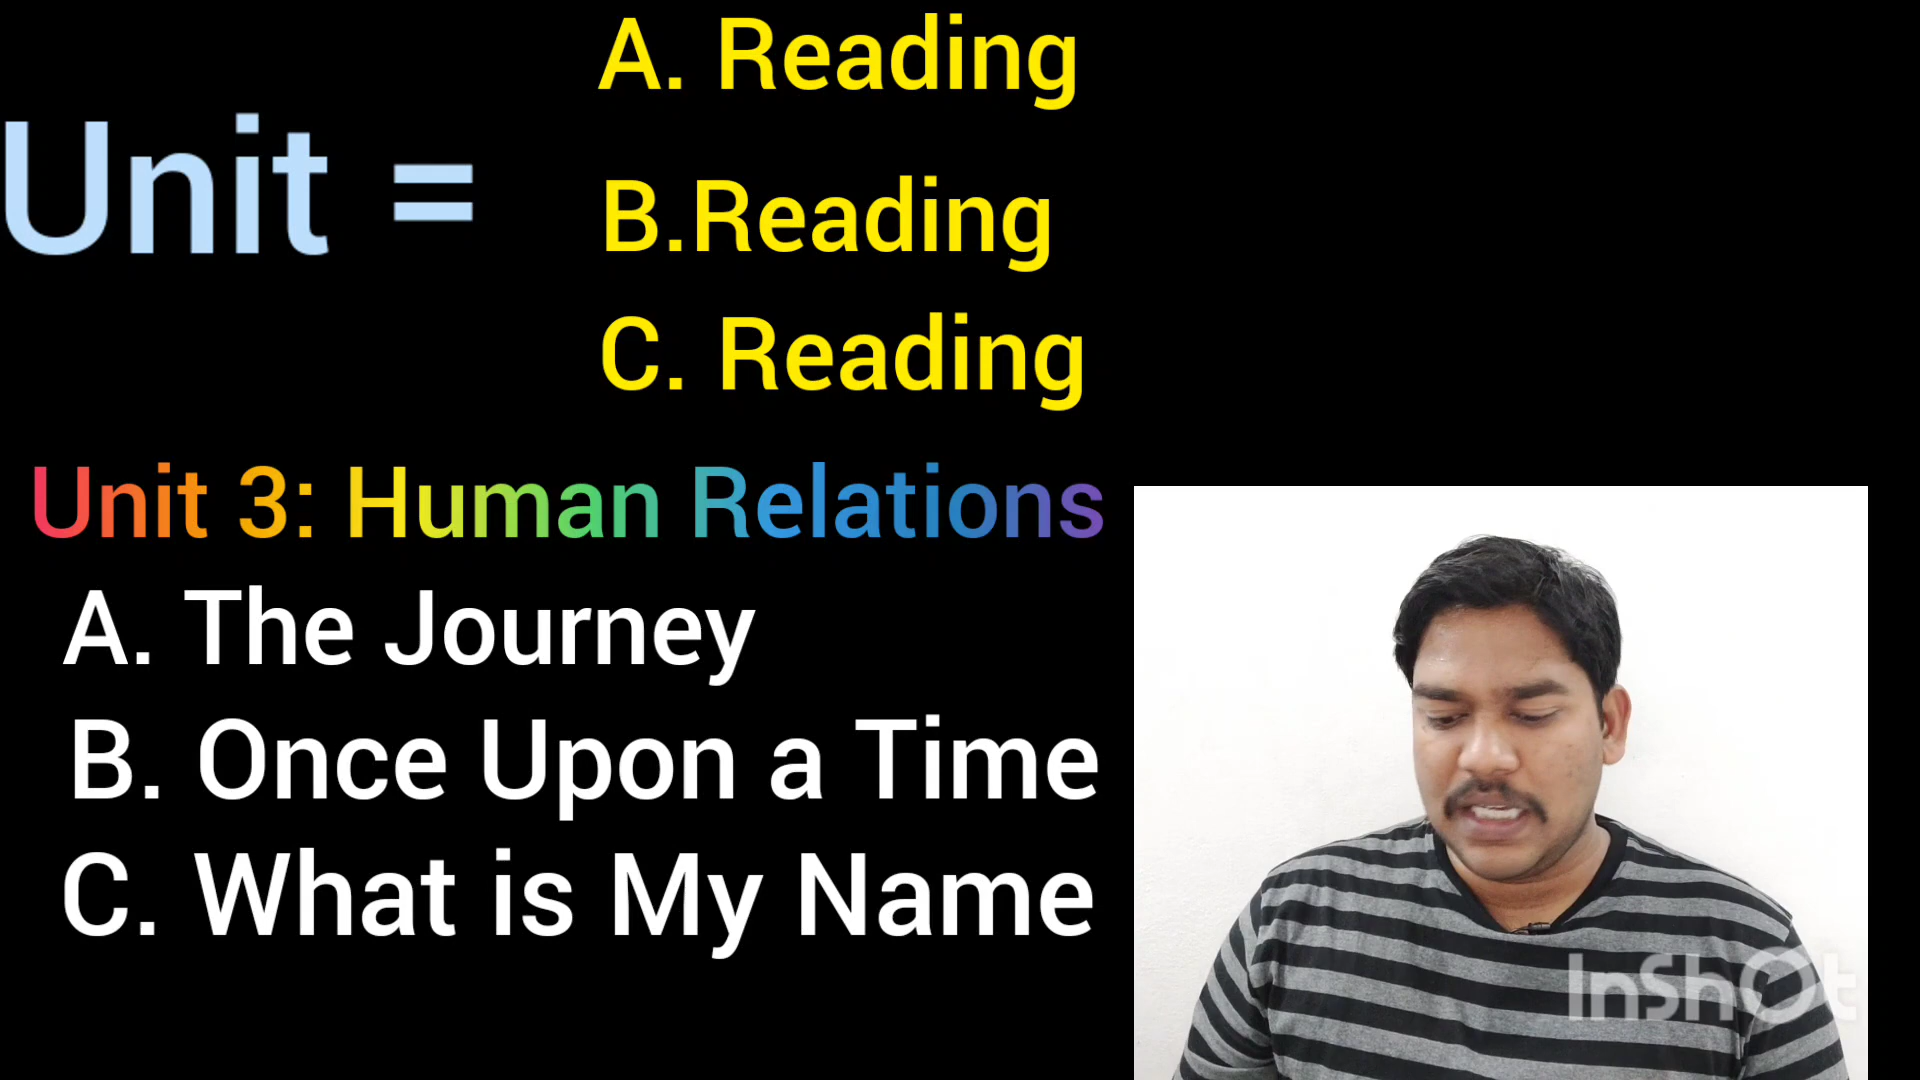 A. Reading
Unit =
B.Reading
C. Reading
Unit 3: Human Relations
A. The Journey
B. Once Upon a Time
C. What is My Name
InShOt